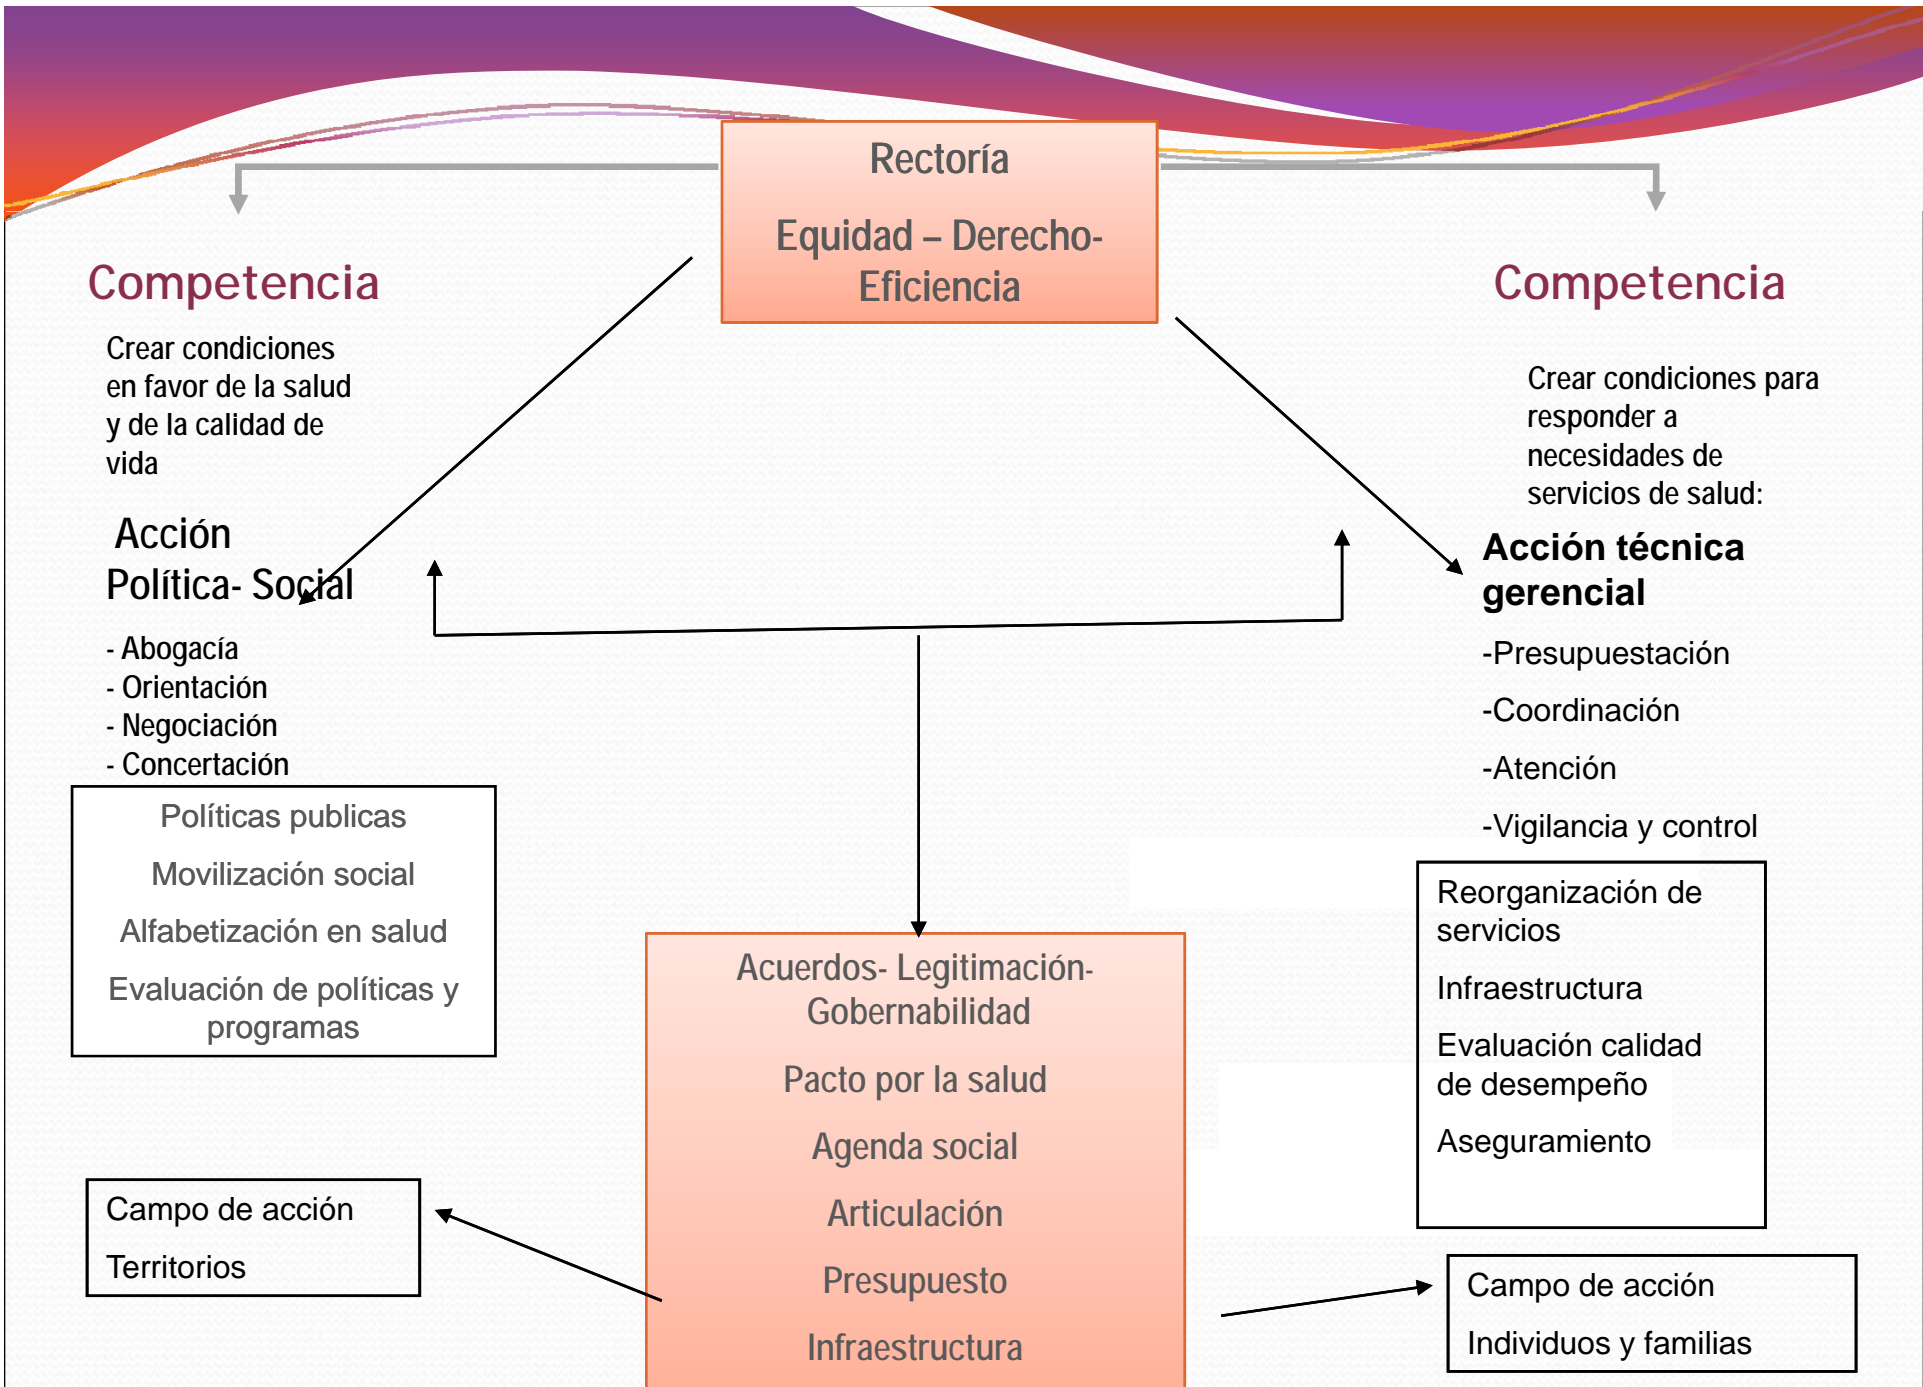 Rectoría
Equidad – Derecho-
Eficiencia
Competencia
Crear condiciones
en favor de la salud
y de la calidad de
vida
Acción
Política- Social
- Abogacía
- Orientación
- Negociación
- Concertación
Políticas publicas
Movilización social
Alfabetización en salud
Evaluación de políticas y
programas
Campo de acción
Territorios
Acuerdos- Legitimación-
Gobernabilidad
Pacto por la salud
Agenda social
Articulación
Presupuesto
Infraestructura
Competencia
Crear condiciones para
responder a
necesidades de
servicios de salud:
Acción técnica
gerencial
-Presupuestación
-Coordinación
-Atención
-Vigilancia y control
Reorganización de
servicios
Infraestructura
Evaluación calidad
de desempeño
Aseguramiento
Campo de acción
Individuos y familias